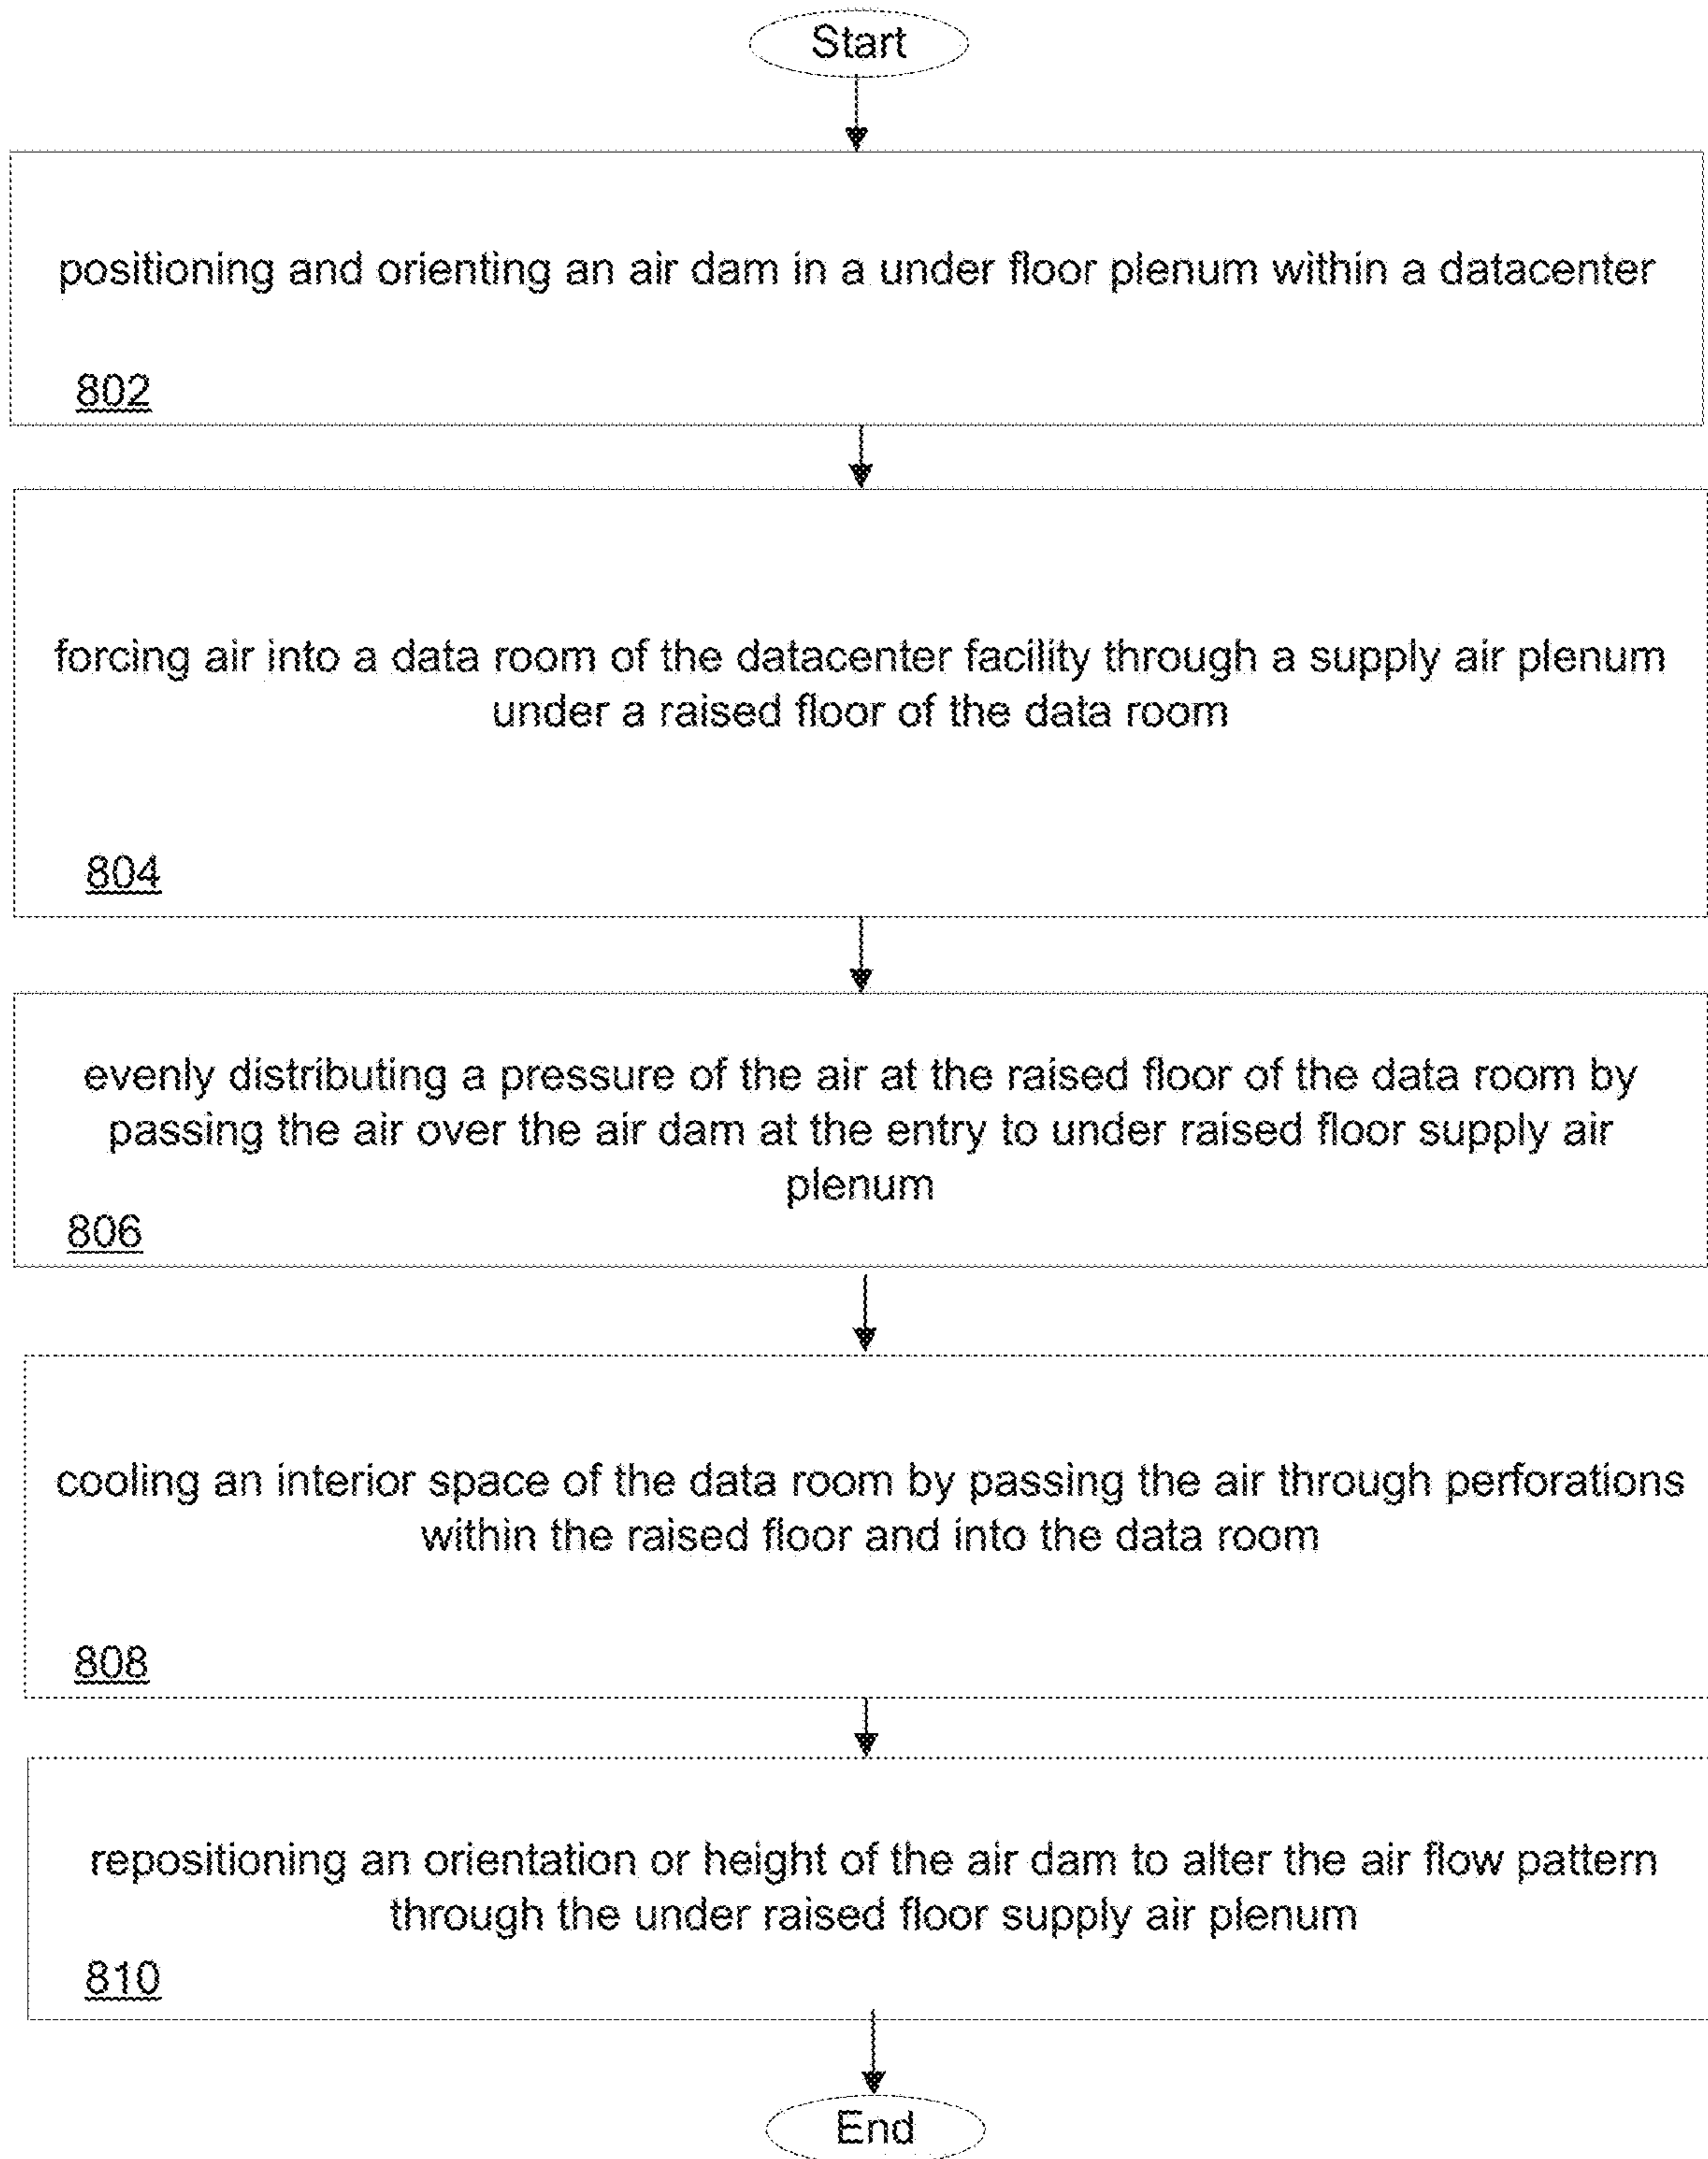 Start
positioning and orienting an air dam in a under floor plenum within a datacenter
802
forcing air into a data room of the datacenter facility through a supply air plenum
under a raised floor of the data room
804
evenly distributing a pressure of the air at the raised floor of the data room by
passing the air over the air dam at the entry to under raised floor supply air
plenum
806
cooling an interior space of the data room by passing the air through perforations
within the raised floor and into the data room
808
repositioning an orientation or height of the air dam to alter the air flow pattern
through the under raised floor supply air plenum
810
End